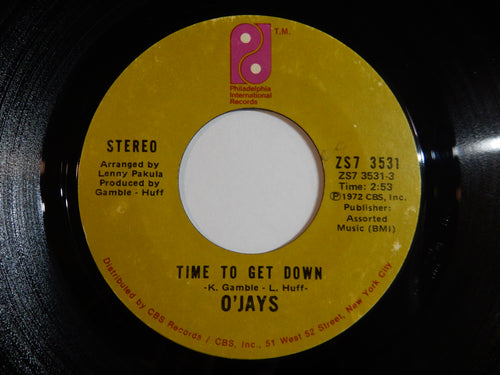 T.M.
Philadelphia
International
Records
STEREO
Arranged by
Lenny Pakula
Produced by
Gamble - Huff
ZS7 3531
ZS7 3531-3
Time: 2:53
Ⓟ 1972 CBS, Inc.
Publisher:
Assorted
Music (BMI)
TIME TO GET DOWN
-K. Gamble - L. Huff-
O'JAYS
Distributed by CBS Records / CBS, Inc., 51 West 52 Street, New York City